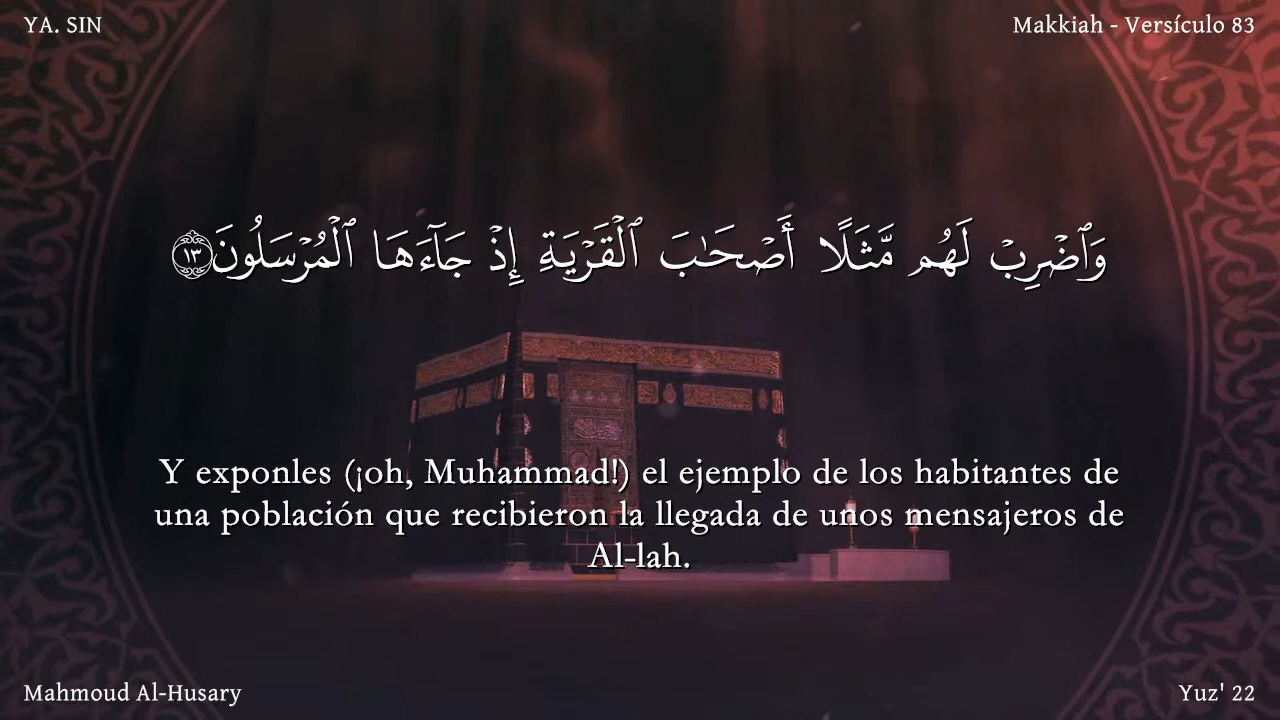 YA. SIN
Makkiah - Versículo 83
وَٱضْرِبْ لَهُم مَّثَلًا أَصْحَـٰبَ ٱلْقَرْيَةِ إِذْ جَآءَهَا ٱلْمُرْسَلُونَ ١٣
Y exponles (¡oh, Muhammad!) el ejemplo de los habitantes de
una población que recibieron la llegada de unos mensajeros de
Al-lah.
Mahmoud Al-Husary
Yuz' 22